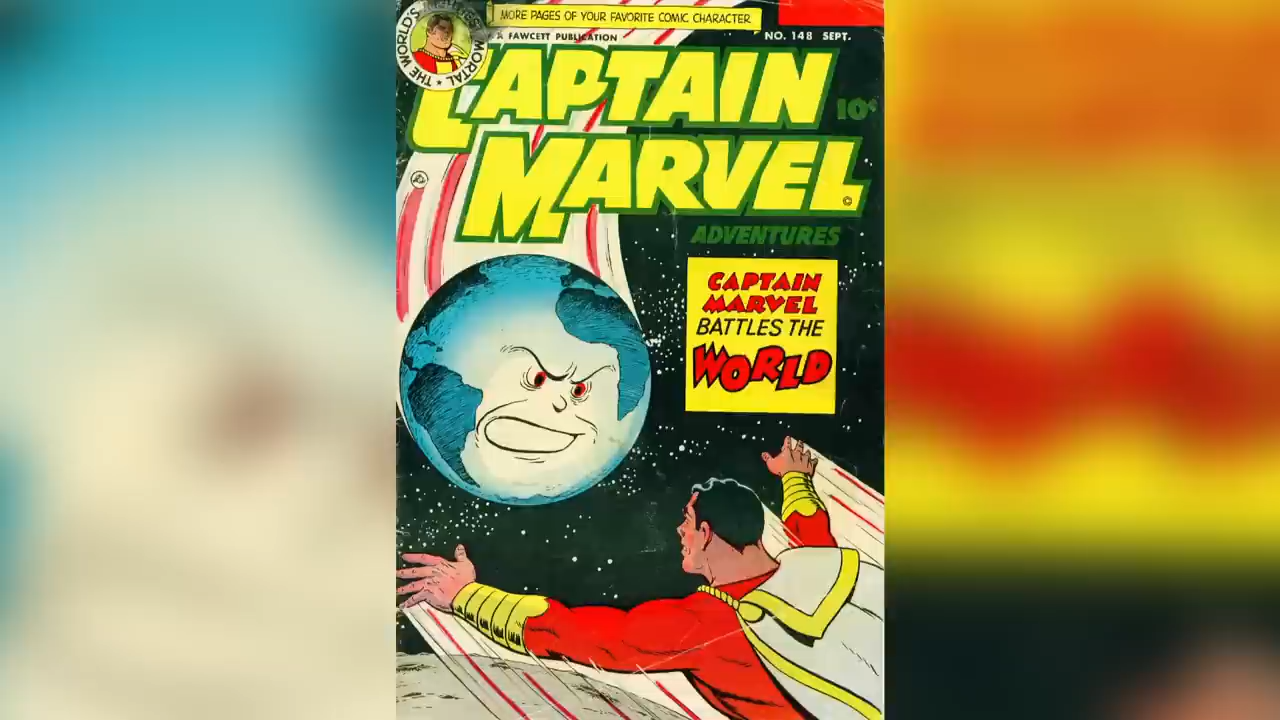 MORE PAGES OF YOUR FAVORITE COMIC CHARACTER
A FAWCETT PUBLICATION
NO. 148 SEPT.
THE WORLD'S MIGHTIEST MORTAL
CAPTAIN
10¢
MARVEL
©
ADVENTURES
CAPTAIN
MARVEL
BATTLES THE
WORLD